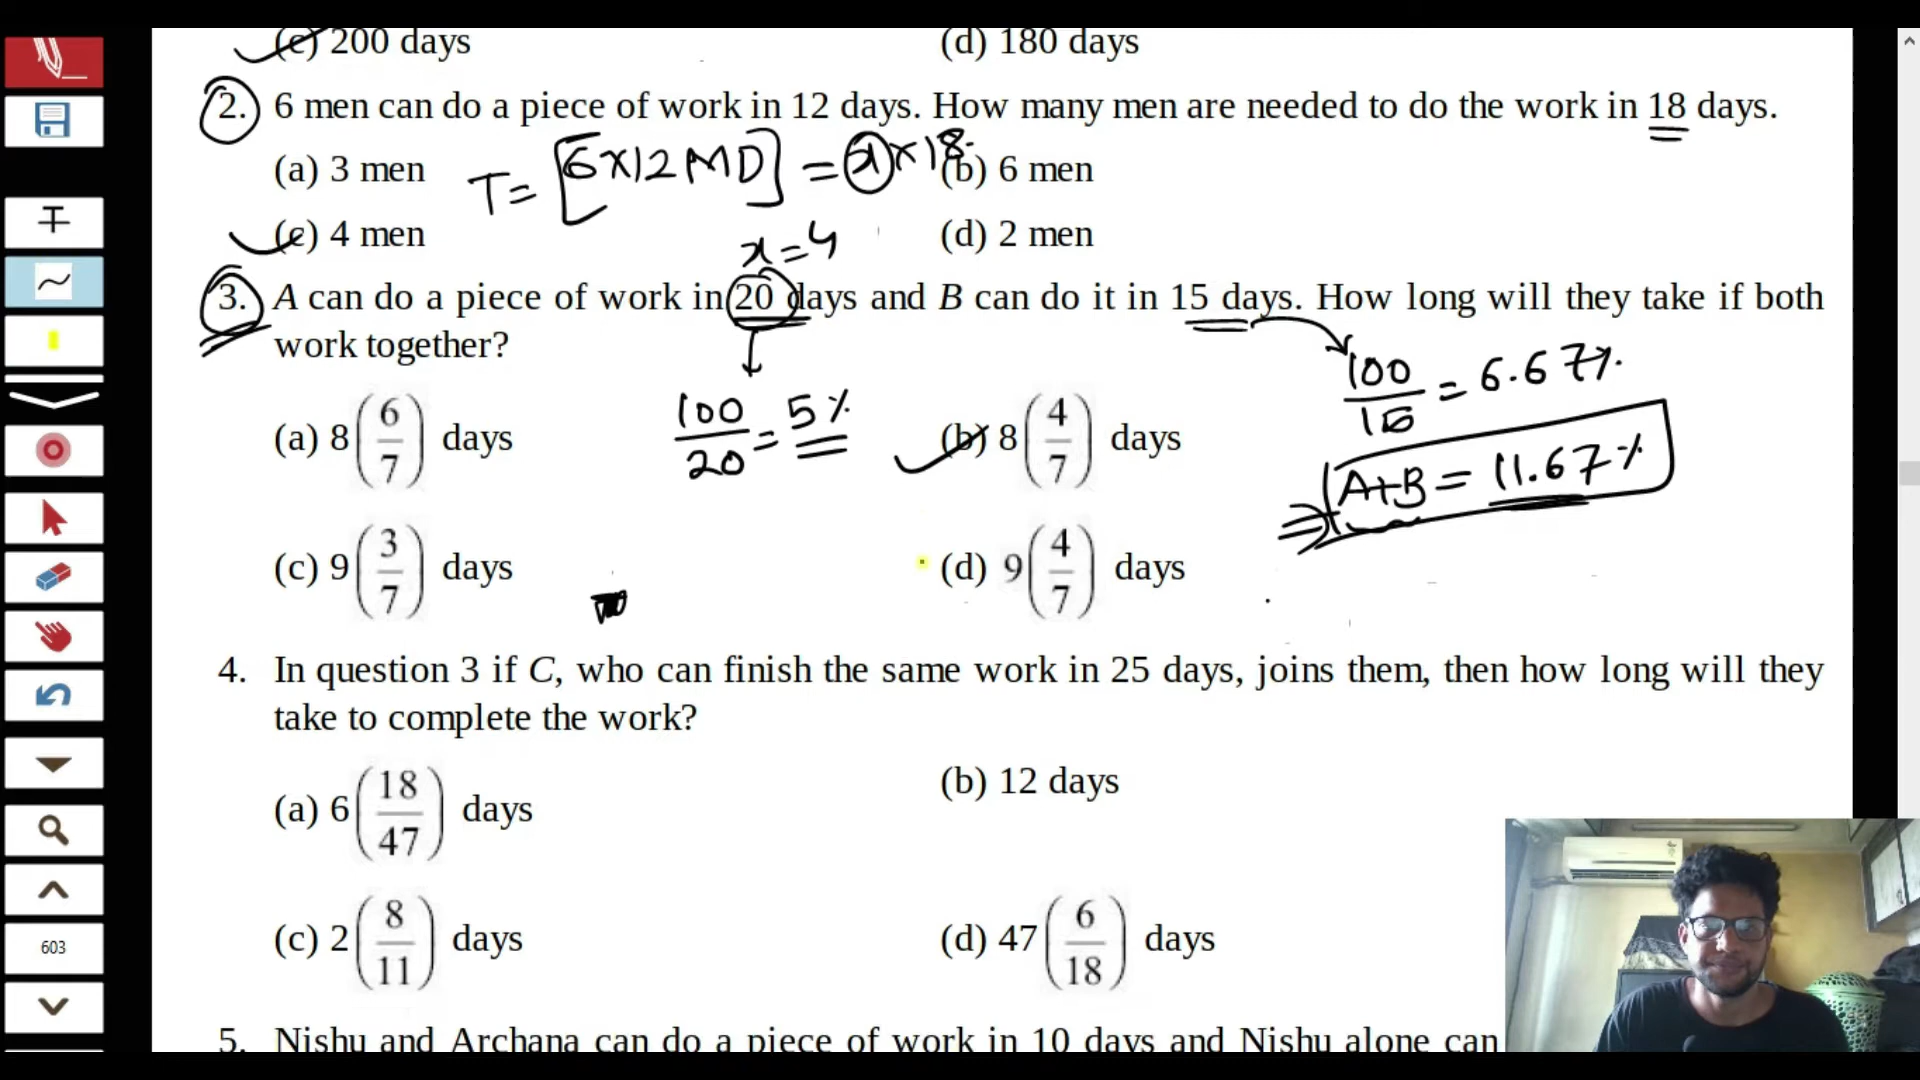 (c) 200 days (d) 180 days
2. 6 men can do a piece of work in 12 days. How many men are needed to do the work in 18 days.
(a) 3 men (b) 6 men
T = [6×12 MD] = x × 18
(c) 4 men (d) 2 men
x = 4
3. A can do a piece of work in 20 days and B can do it in 15 days. How long will they take if both
work together?
100/15 = 6.67%
(a) 8(6/7) days (b) 8(4/7) days
100/20 = 5%
A+B = 11.67%
(c) 9(3/7) days (d) 9(4/7) days
4. In question 3 if C, who can finish the same work in 25 days, joins them, then how long will they
take to complete the work?
(a) 6(18/47) days (b) 12 days
(c) 2(8/11) days (d) 47(6/18) days
5. Nishu and Archana can do a piece of work in 10 days and Nishu alone can
603